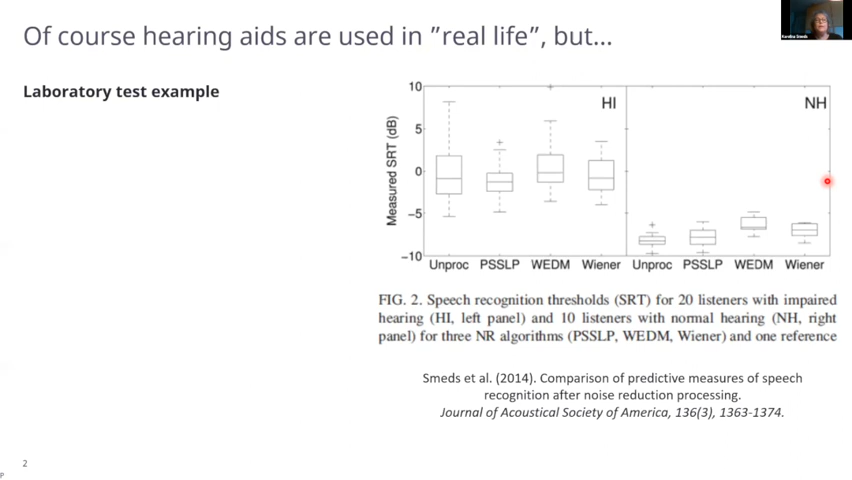 Of course hearing aids are used in ”real life”, but...
Laboratory test example
Measured SRT (dB)
10
5
0
−5
−10
HI
NH
Unproc PSSLP WEDM Wiener Unproc PSSLP WEDM Wiener
FIG. 2. Speech recognition thresholds (SRT) for 20 listeners with impaired
hearing (HI, left panel) and 10 listeners with normal hearing (NH, right
panel) for three NR algorithms (PSSLP, WEDM, Wiener) and one reference
Smeds et al. (2014). Comparison of predictive measures of speech
recognition after noise reduction processing.
Journal of Acoustical Society of America, 136(3), 1363-1374.
2
P
Karolina Smeds